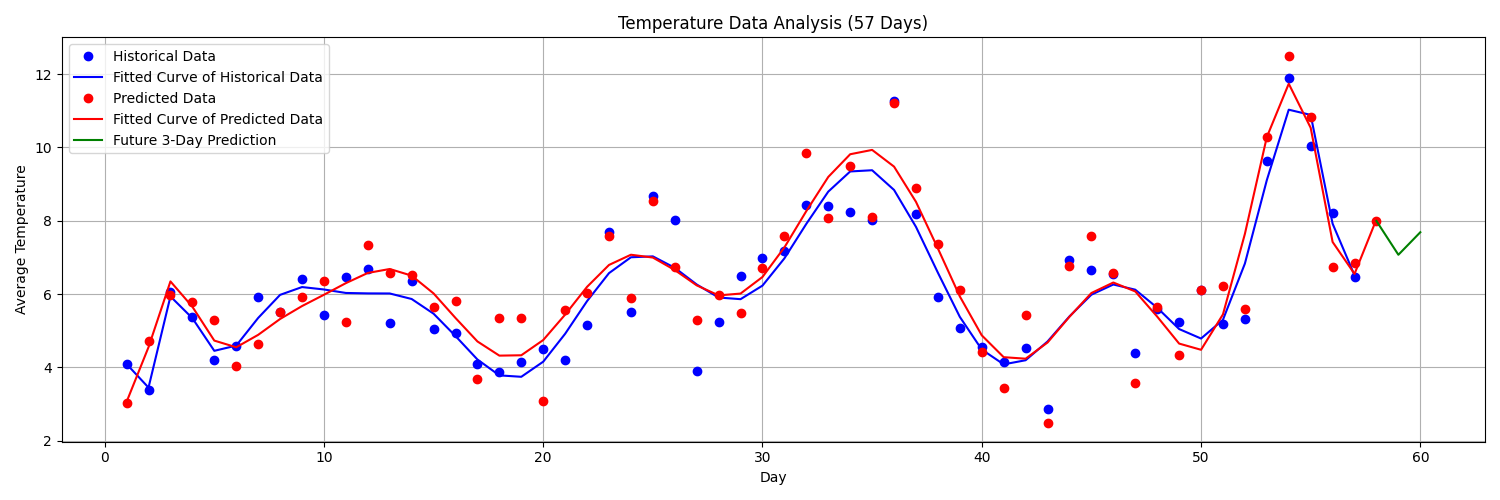 Temperature Data Analysis (57 Days)
Historical Data
Fitted Curve of Historical Data
Predicted Data
Fitted Curve of Predicted Data
Future 3-Day Prediction
Average Temperature
12
10
8
6
4
2
0 10 20 30 40 50 60
Day